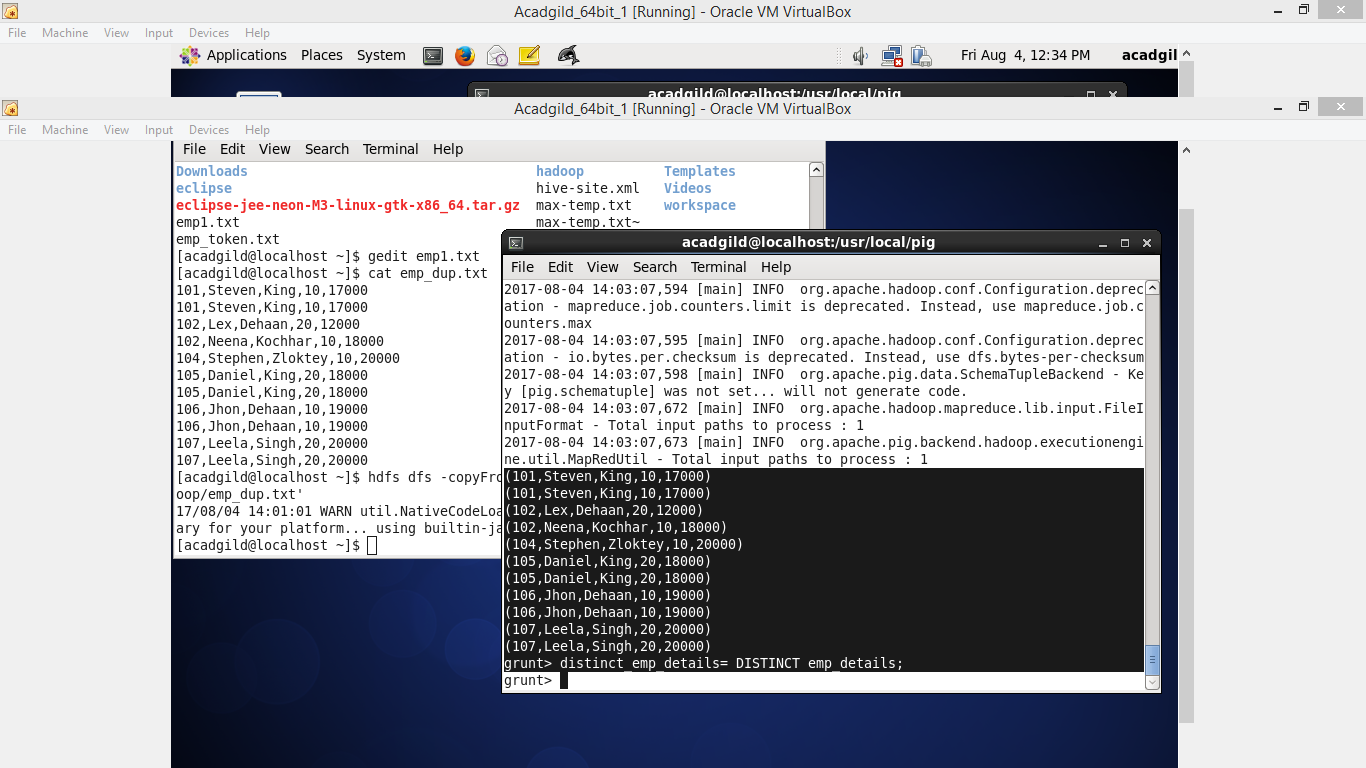 Acadgild_64bit_1 [Running] - Oracle VM VirtualBox
File Machine View Input Devices Help
Applications Places System Fri Aug 4, 12:34 PM acadgil
acadgild@localhost:/usr/local/pig
Acadgild_64bit_1 [Running] - Oracle VM VirtualBox
File Machine View Input Devices Help
File Edit View Search Terminal Help
Downloads hadoop Templates
eclipse hive-site.xml Videos
eclipse-jee-neon-M3-linux-gtk-x86_64.tar.gz max-temp.txt workspace
emp1.txt max-temp.txt~
emp_token.txt
[acadgild@localhost ~]$ gedit emp1.txt
[acadgild@localhost ~]$ cat emp_dup.txt
101,Steven,King,10,17000
101,Steven,King,10,17000
102,Lex,Dehaan,20,12000
102,Neena,Kochhar,10,18000
104,Stephen,Zloktey,10,20000
105,Daniel,King,20,18000
105,Daniel,King,20,18000
106,Jhon,Dehaan,10,19000
106,Jhon,Dehaan,10,19000
107,Leela,Singh,20,20000
107,Leela,Singh,20,20000
[acadgild@localhost ~]$ hdfs dfs -copyFro
oop/emp_dup.txt'
17/08/04 14:01:01 WARN util.NativeCodeLoa
ary for your platform... using builtin-ja
[acadgild@localhost ~]$
acadgild@localhost:/usr/local/pig
File Edit View Search Terminal Help
2017-08-04 14:03:07,594 [main] INFO  org.apache.hadoop.conf.Configuration.deprec
ation - mapreduce.job.counters.limit is deprecated. Instead, use mapreduce.job.c
ounters.max
2017-08-04 14:03:07,595 [main] INFO  org.apache.hadoop.conf.Configuration.deprec
ation - io.bytes.per.checksum is deprecated. Instead, use dfs.bytes-per-checksum
2017-08-04 14:03:07,598 [main] INFO  org.apache.pig.data.SchemaTupleBackend - Ke
y [pig.schematuple] was not set... will not generate code.
2017-08-04 14:03:07,672 [main] INFO  org.apache.hadoop.mapreduce.lib.input.FileI
nputFormat - Total input paths to process : 1
2017-08-04 14:03:07,673 [main] INFO  org.apache.pig.backend.hadoop.executionengi
ne.util.MapRedUtil - Total input paths to process : 1
(101,Steven,King,10,17000)
(101,Steven,King,10,17000)
(102,Lex,Dehaan,20,12000)
(102,Neena,Kochhar,10,18000)
(104,Stephen,Zloktey,10,20000)
(105,Daniel,King,20,18000)
(105,Daniel,King,20,18000)
(106,Jhon,Dehaan,10,19000)
(106,Jhon,Dehaan,10,19000)
(107,Leela,Singh,20,20000)
(107,Leela,Singh,20,20000)
grunt> distinct_emp_details= DISTINCT emp_details;
grunt>